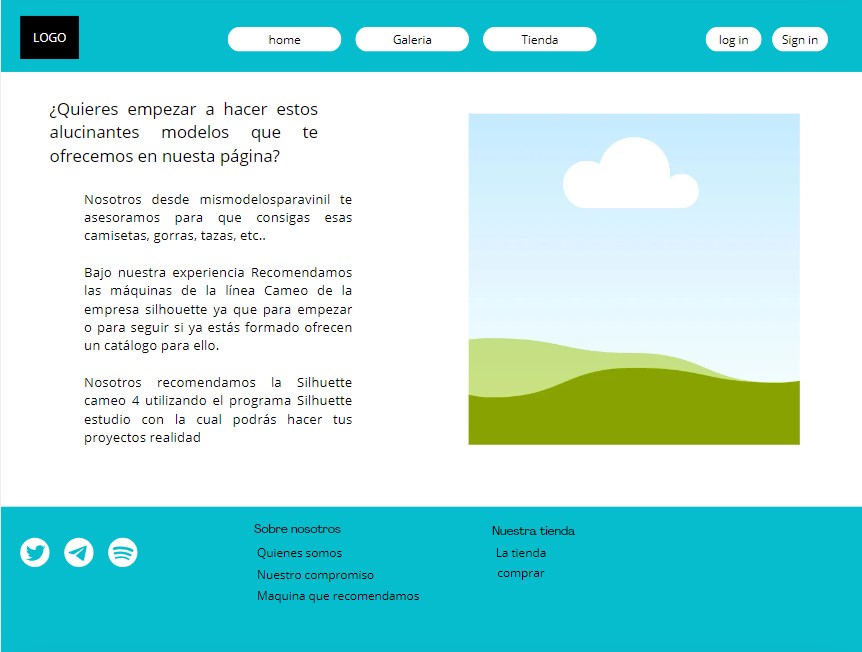 LOGO
home
Galeria
Tienda
log in
Sign in
¿Quieres empezar a hacer estos
alucinantes modelos que te
ofrecemos en nuesta página?
Nosotros desde mismodelosparavinil te
asesoramos para que consigas esas
camisetas, gorras, tazas, etc..
Bajo nuestra experiencia Recomendamos
las máquinas de la línea Cameo de la
empresa silhouette ya que para empezar
o para seguir si ya estás formado ofrecen
un catálogo para ello.
Nosotros recomendamos la Silhuette
cameo 4 utilizando el programa Silhuette
estudio con la cual podrás hacer tus
proyectos realidad
Sobre nosotros
Quienes somos
Nuestro compromiso
Maquina que recomendamos
Nuestra tienda
La tienda
comprar